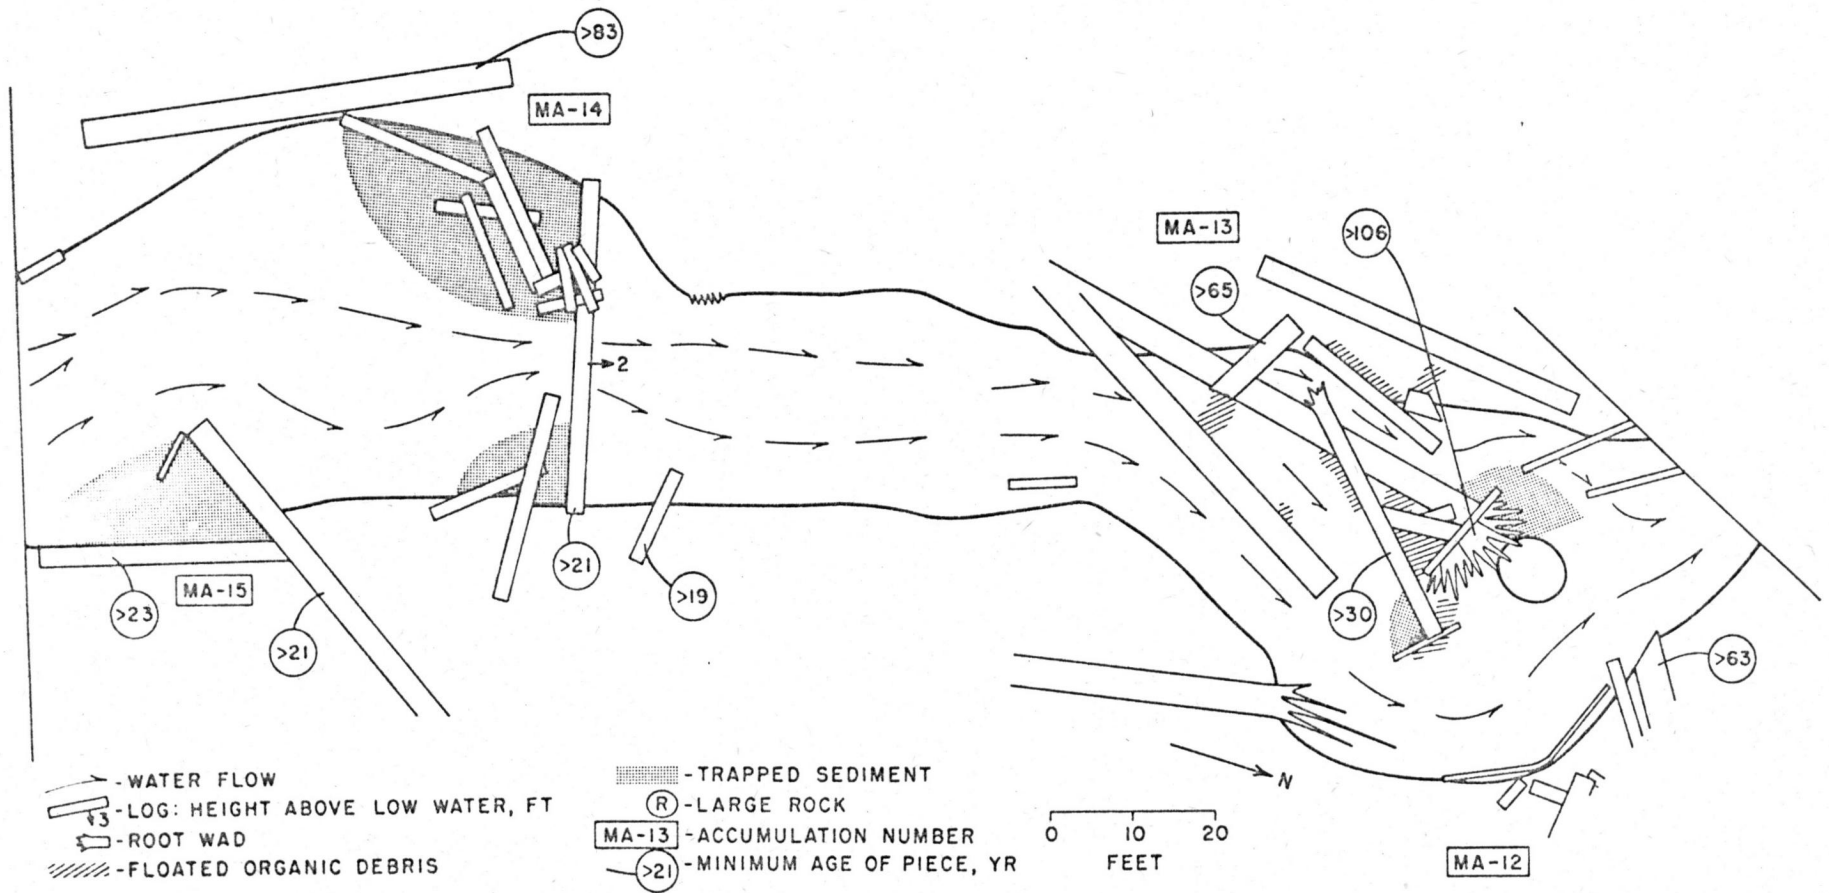 >83
MA-14
MA-13
>106
>65
2
>21
>19
>23
MA-15
>21
>30
>63
N
-WATER FLOW
-LOG: HEIGHT ABOVE LOW WATER, FT
3
-ROOT WAD
-FLOATED ORGANIC DEBRIS
-TRAPPED SEDIMENT
R -LARGE ROCK
MA-13 -ACCUMULATION NUMBER
>21 -MINIMUM AGE OF PIECE, YR
0 10 20
FEET
MA-12